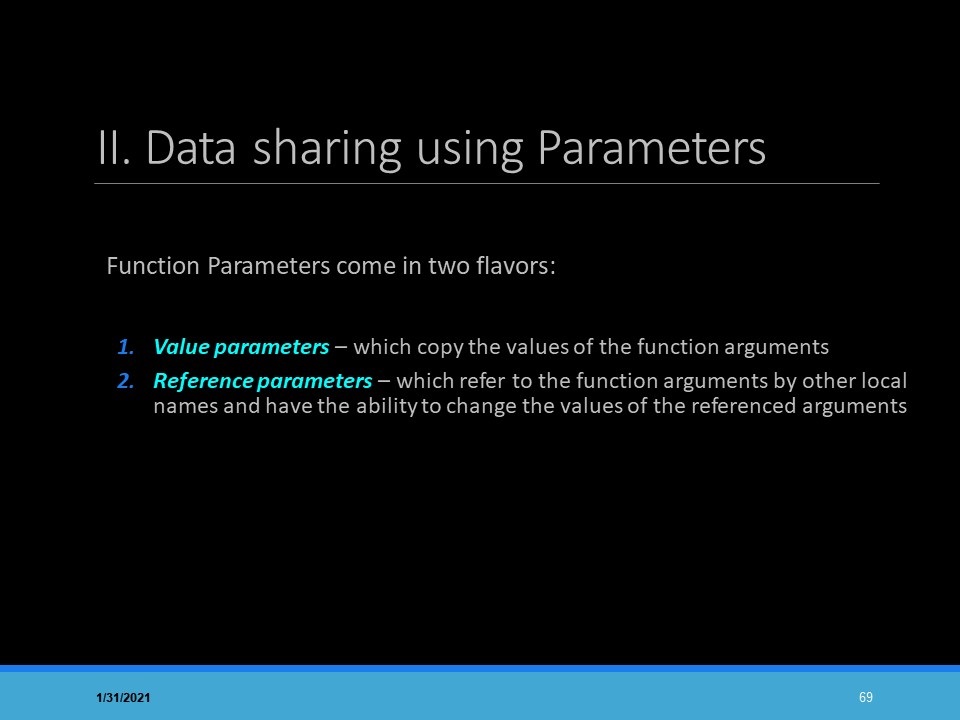 II. Data sharing using Parameters
Function Parameters come in two flavors:
1. Value parameters – which copy the values of the function arguments
2. Reference parameters – which refer to the function arguments by other local
names and have the ability to change the values of the referenced arguments
1/31/2021
69